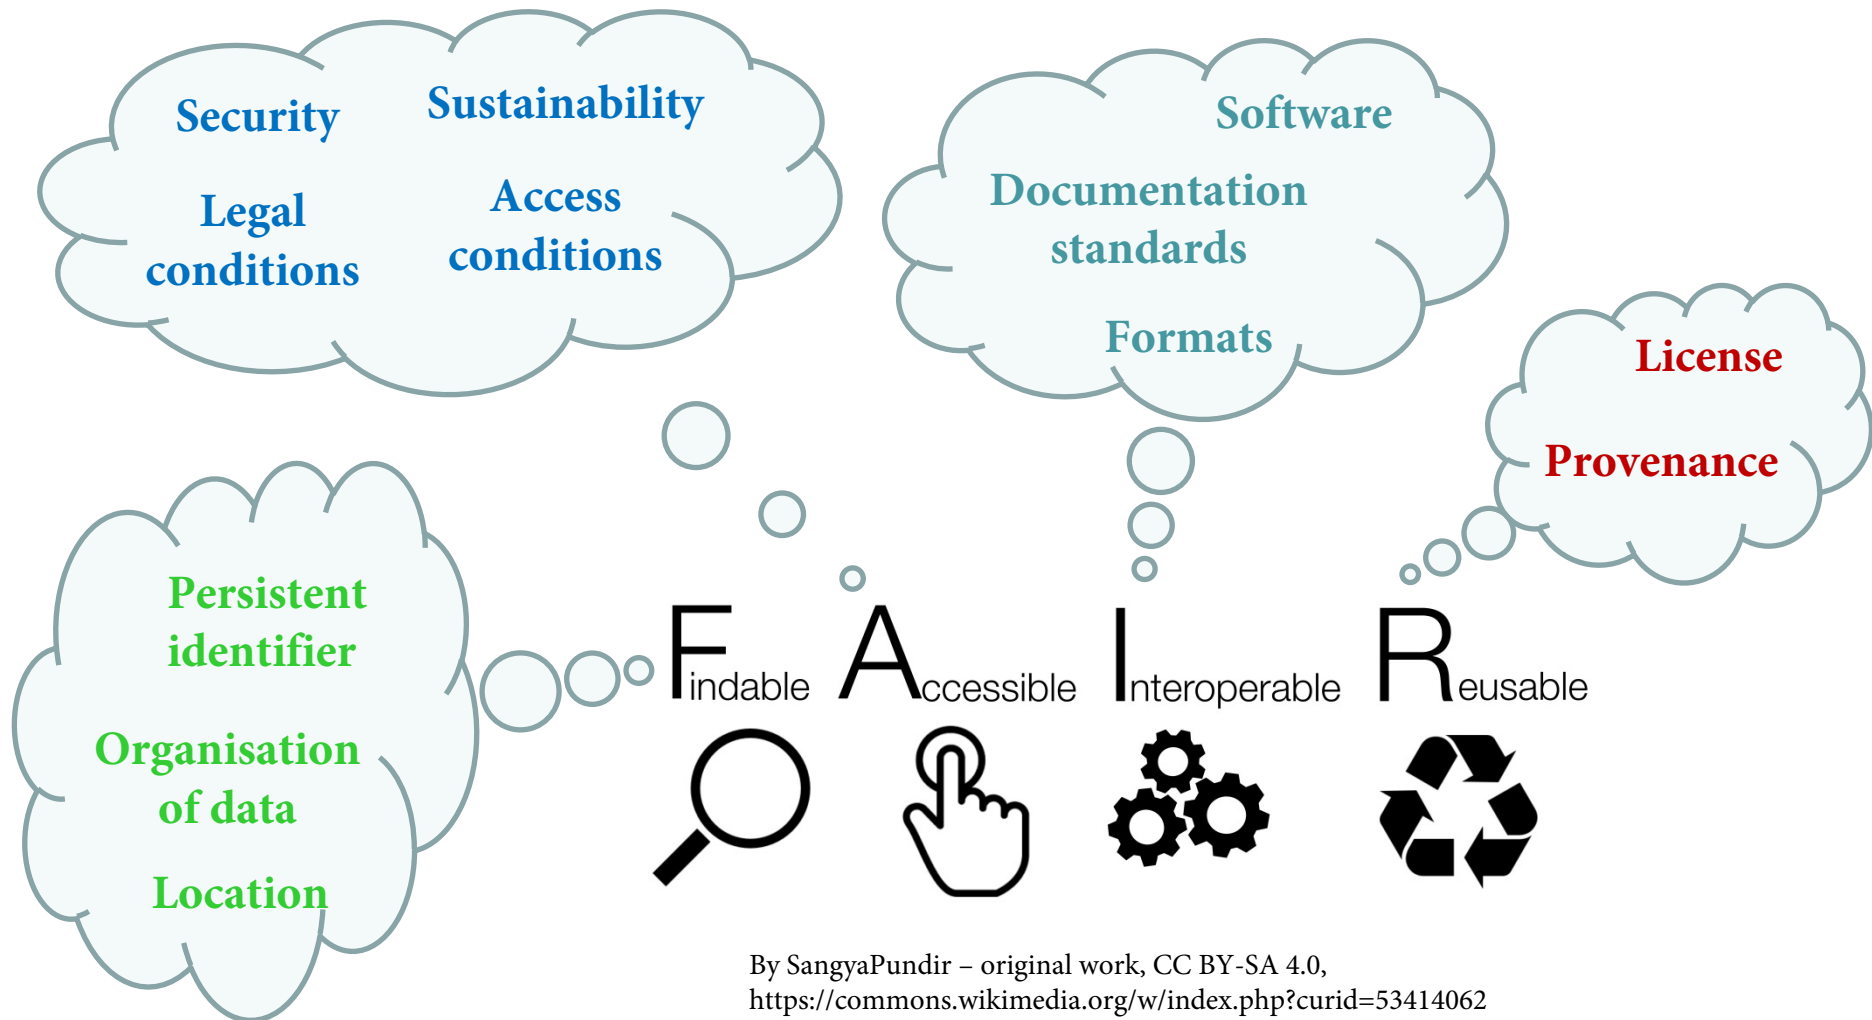 Security
Sustainability
Legal
conditions
Access
conditions
Software
Documentation
standards
Formats
License
Provenance
Persistent
identifier
Organisation
of data
Location
Findable Accessible Interoperable Reusable
By SangyaPundir – original work, CC BY-SA 4.0,
https://commons.wikimedia.org/w/index.php?curid=53414062